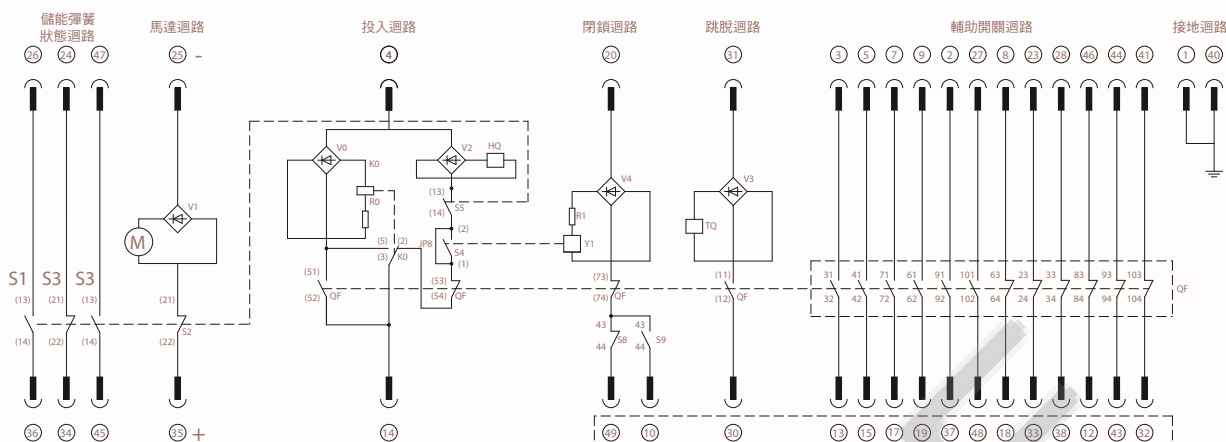 儲能彈簧
狀態迴路
馬達迴路
投入迴路
閉鎖迴路
跳脫迴路
輔助開關迴路
接地迴路
26 24 47 25 - 4 20 31 3 5 7 9 2 27 8 23 28 46 44 41 1 40
V0 V2 HQ
K0
V4 V3
(13)
R0
S5
(14)
V1
R1
TQ
M
(2)
(5) (2) JP8
Y1
S4
(3) K0
(1)
S1 S3 S3
(51) (53) (73) (11)
31 41 71 61 91 101 63 23 33 83 93 103
(52) QF (54) QF (74) QF (12) QF
32 42 72 62 92 102 64 24 34 84 94 104
QF
(13) (21) (13) (21)
S2
43 43
S8 S9
44 44
(14) (22) (14) (22)
36 34 45 35 + 14 49 10 30 13 15 17 19 37 48 18 33 38 12 43 32